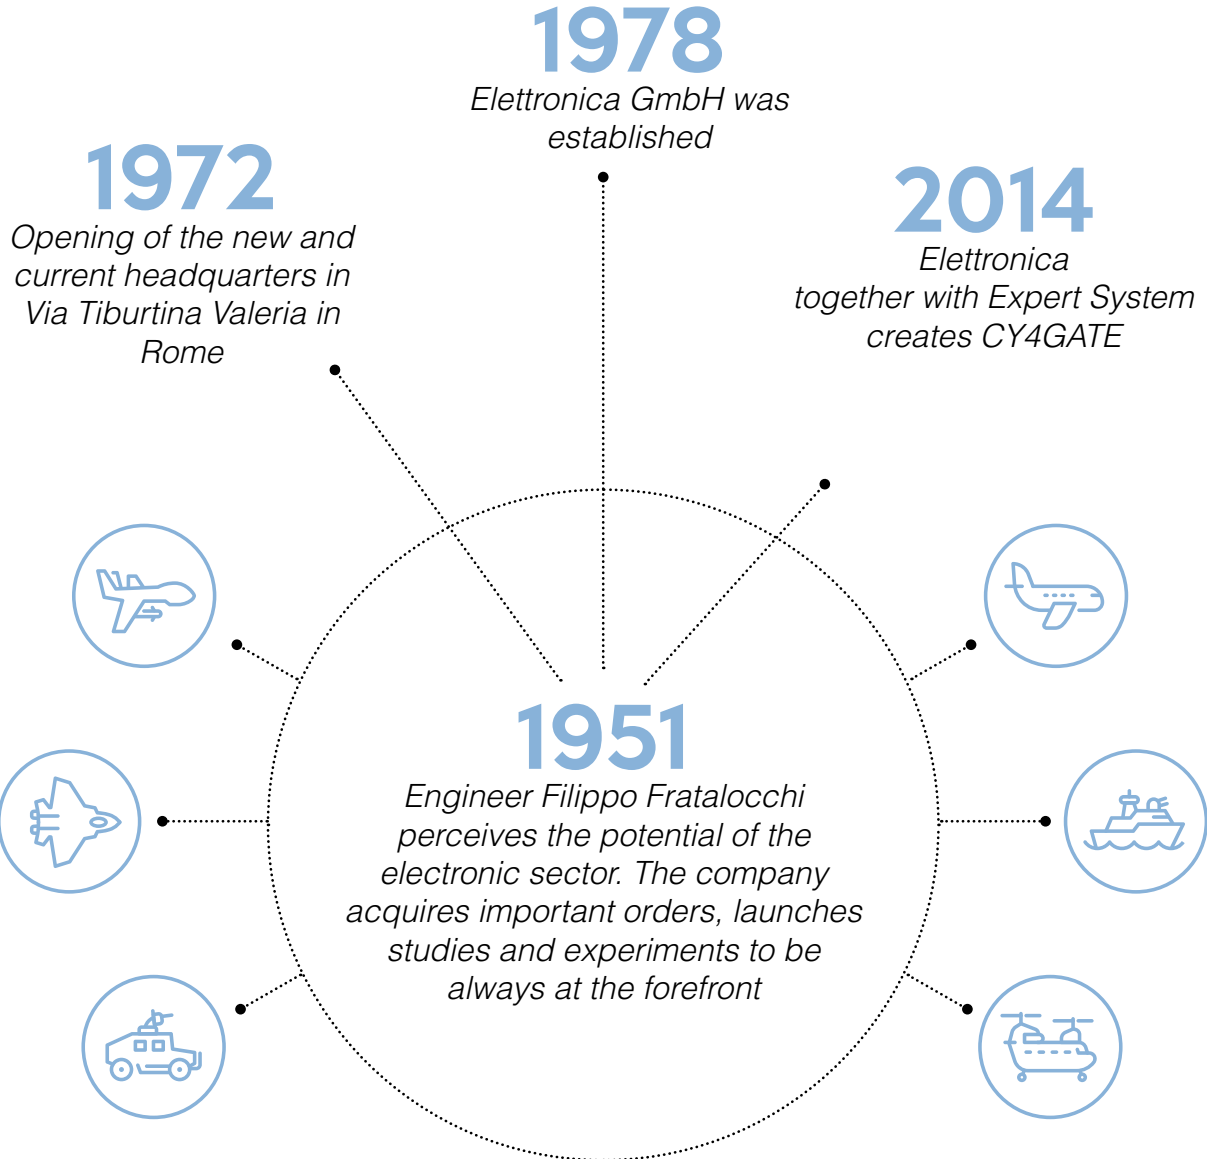 1978
Elettronica GmbH was
established
1972
Opening of the new and
current headquarters in
Via Tiburtina Valeria in
Rome
2014
Elettronica
together with Expert System
creates CY4GATE
1951
Engineer Filippo Fratalocchi
perceives the potential of the
electronic sector. The company
acquires important orders, launches
studies and experiments to be
always at the forefront